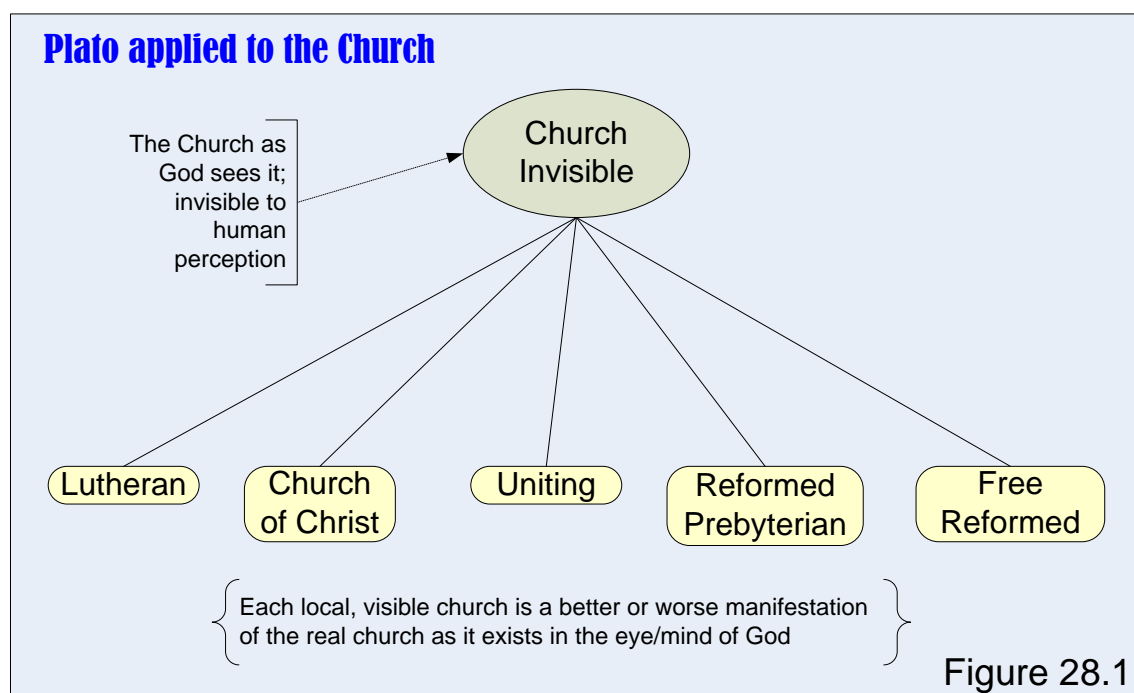 Plato applied to the Church
The Church as
God sees it;
invisible to
human
perception
Church
Invisible
Lutheran
Church
of Christ
Uniting
Reformed
Prebyterian
Free
Reformed
Each local, visible church is a better or worse manifestation
of the real church as it exists in the eye/mind of God
Figure 28.1